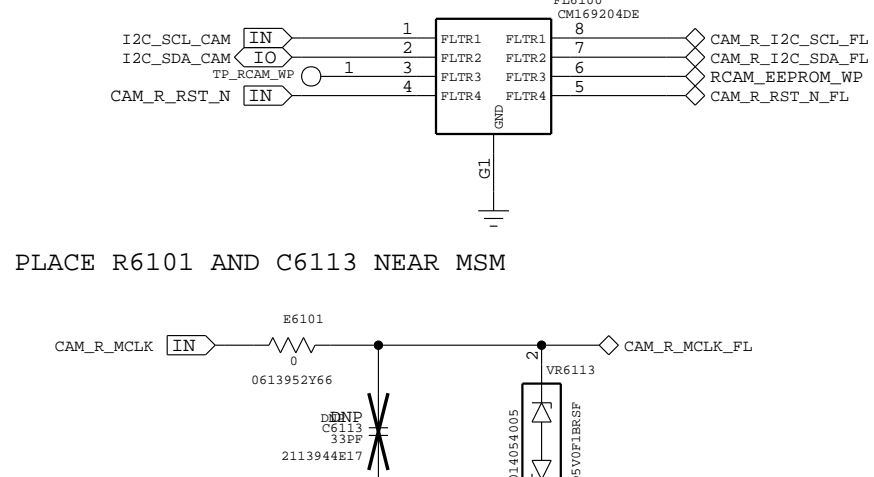 FL6100
CM169204DE
I2C_SCL_CAM IN 1 FLTR1 FLTR1 8 CAM_R_I2C_SCL_FL
I2C_SDA_CAM IO 2 FLTR2 FLTR2 7 CAM_R_I2C_SDA_FL
TP_RCAM_WP 1 3 FLTR3 FLTR3 6 RCAM_EEPROM_WP
CAM_R_RST_N IN 4 FLTR4 FLTR4 5 CAM_R_RST_N_FL
GND
G1
PLACE R6101 AND C6113 NEAR MSM
E6101
CAM_R_MCLK IN CAM_R_MCLK_FL
0
0613952Y66
2
VR6113
DNP
C6113
33PF
2113944E17
014054005
5V0F1BRSF